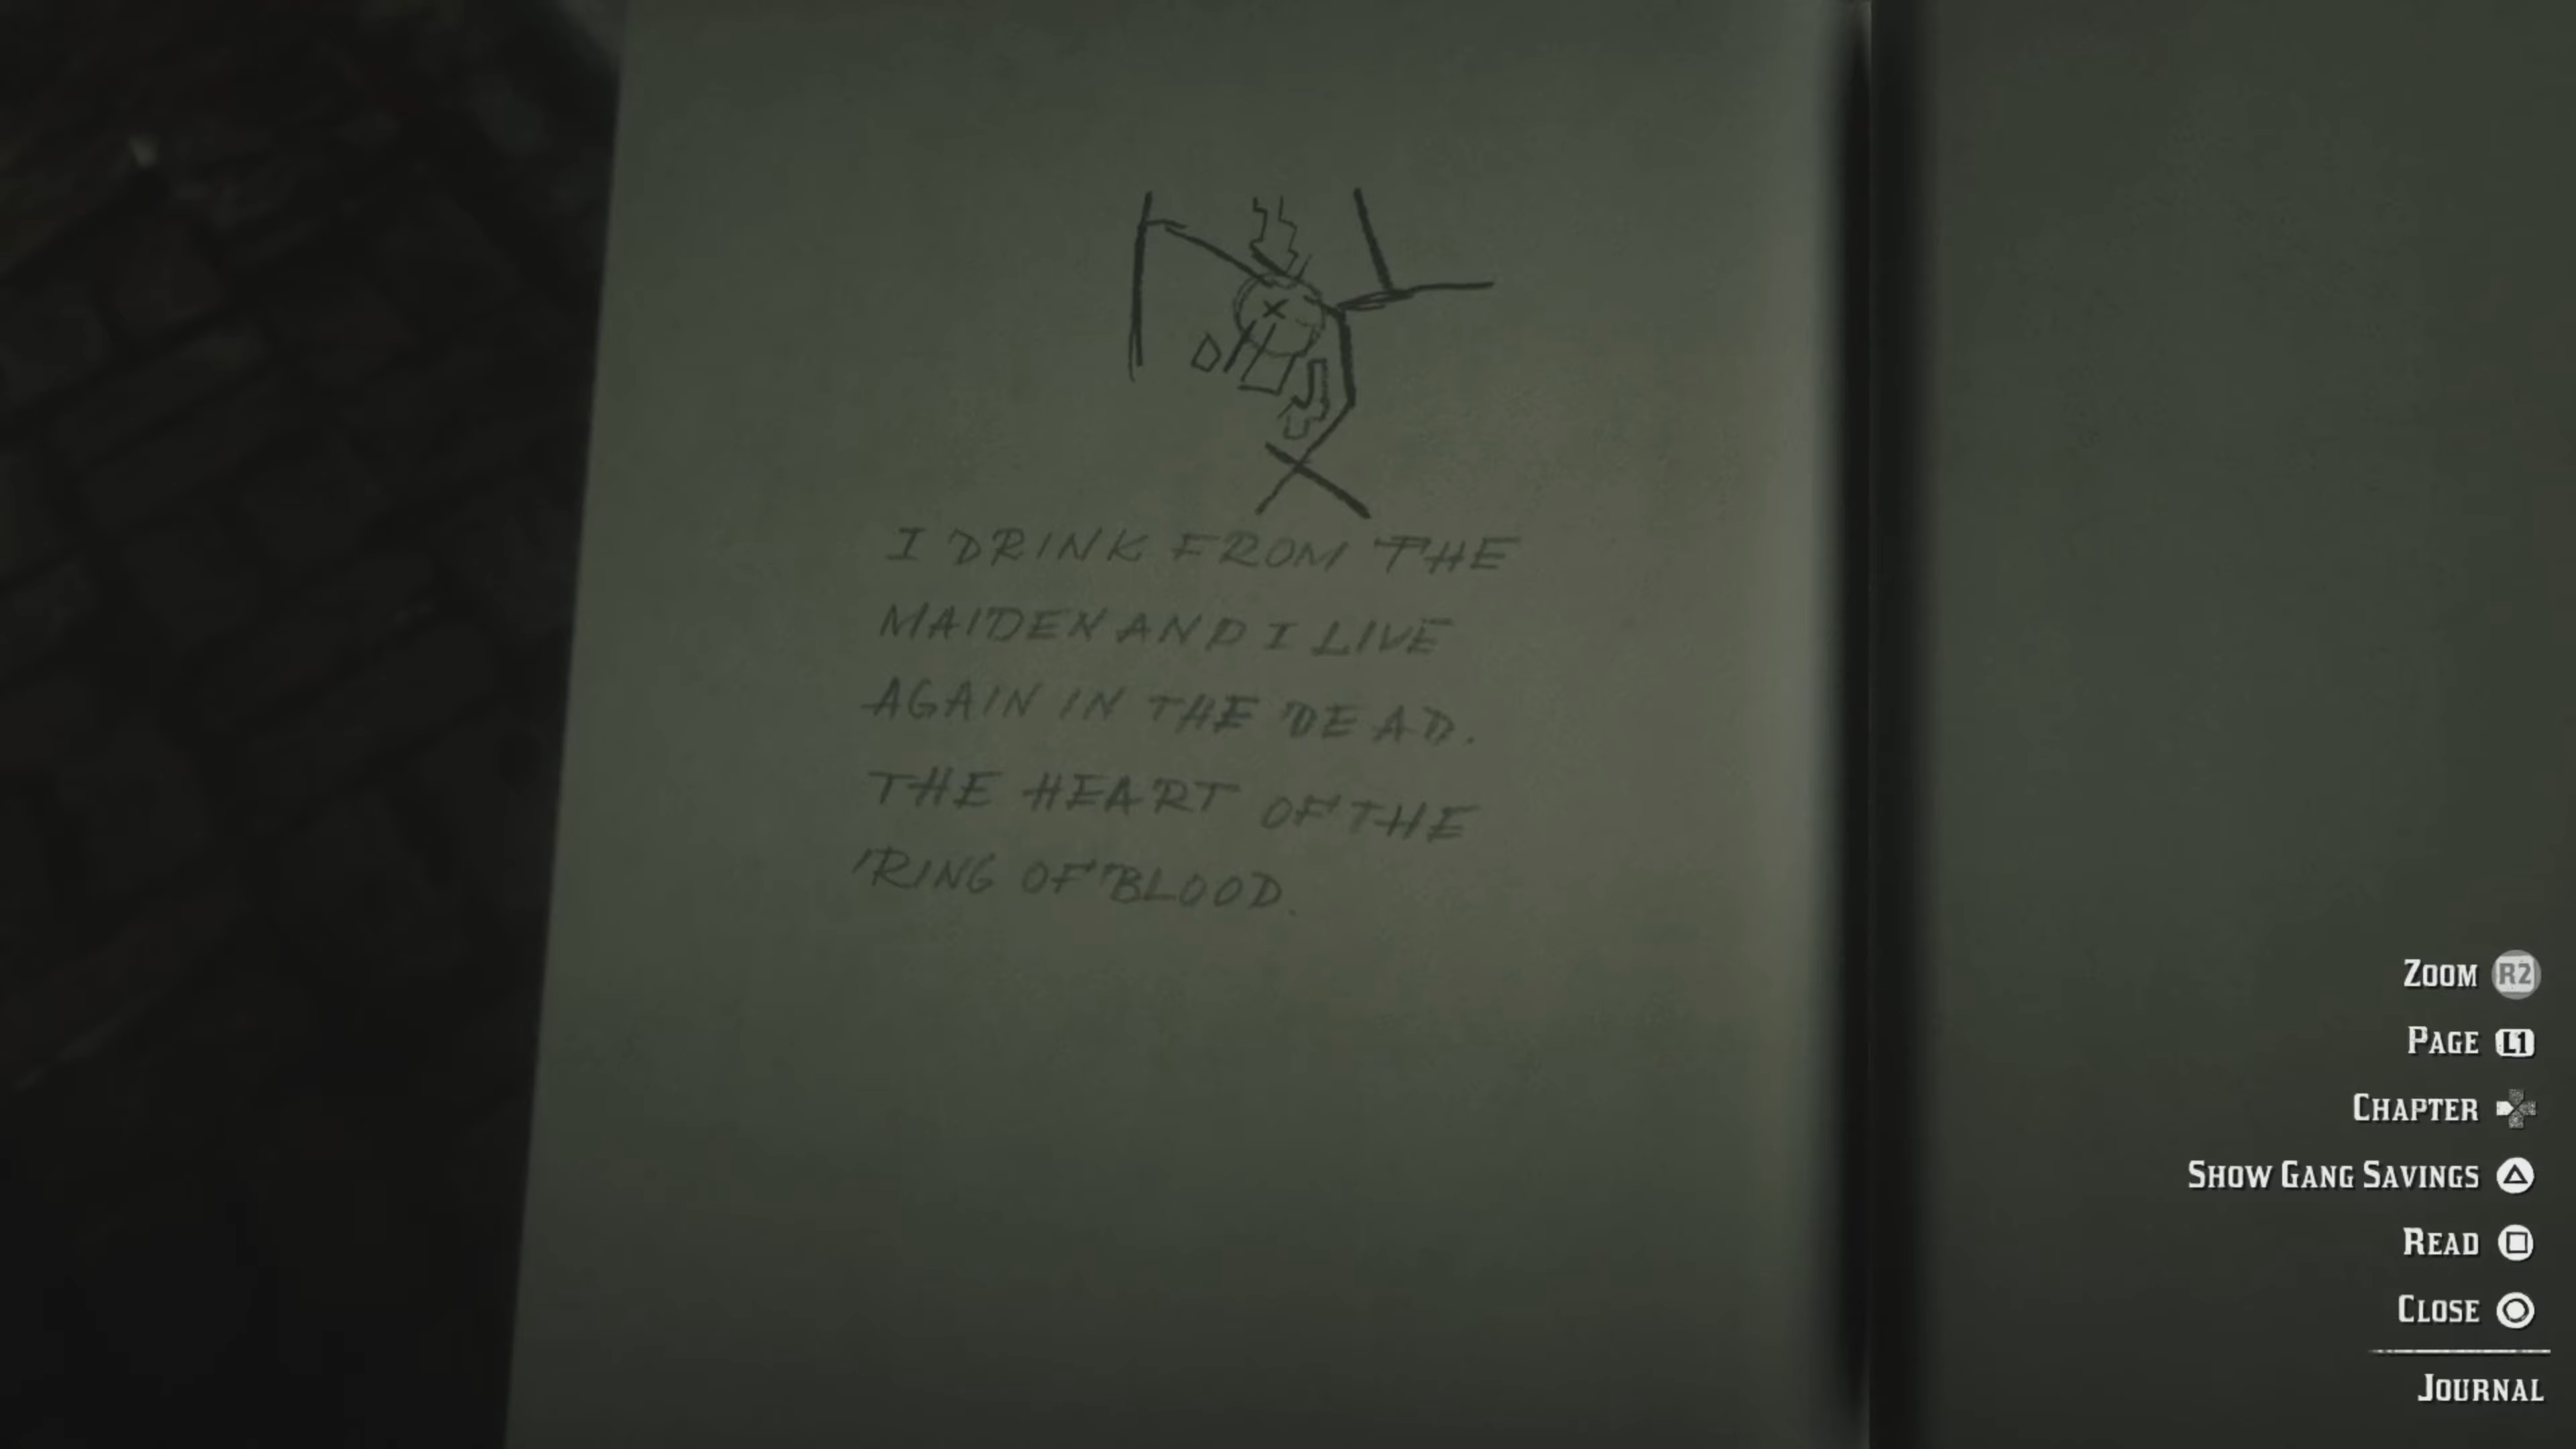 I DRINK FROM THE
MAIDEN AND I LIVE
AGAIN IN THE DEAD.
THE HEART OF THE
RING OF BLOOD.
ZOOM R2
PAGE L1
CHAPTER
SHOW GANG SAVINGS
READ
CLOSE
JOURNAL